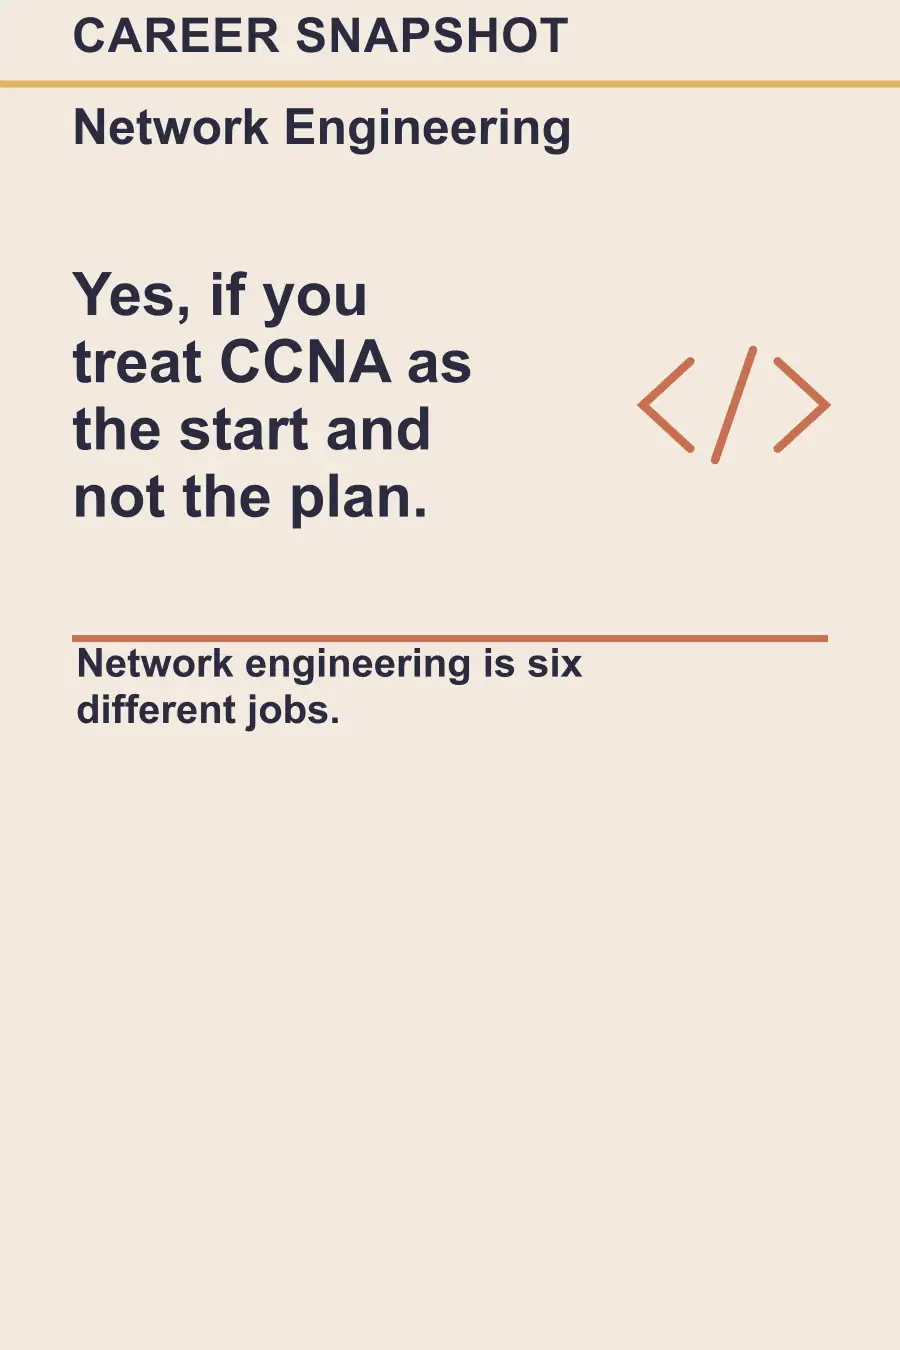 CAREER SNAPSHOT
Network Engineering
Yes, if you
treat CCNA as
the start and
not the plan.
</>
Network engineering is six
different jobs.